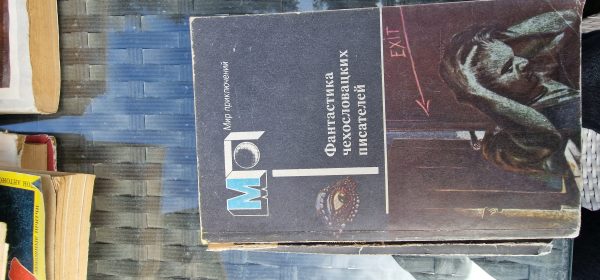 Мир приключений
МП
Фантастика
чехословацких
писателей
EXIT